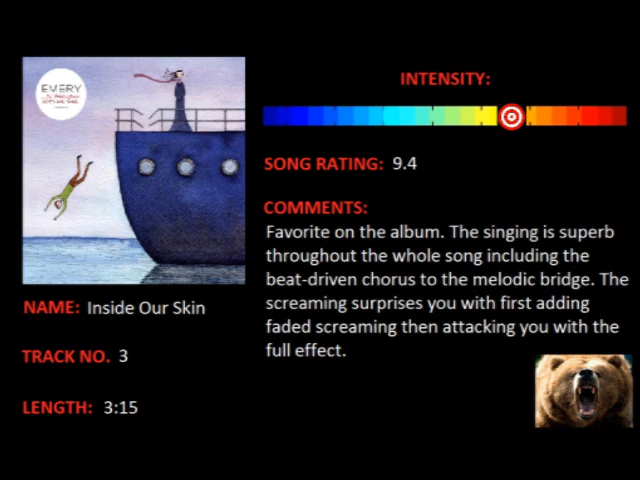 EMERY
INTENSITY:
SONG RATING: 9.4
COMMENTS:
Favorite on the album. The singing is superb
throughout the whole song including the
beat-driven chorus to the melodic bridge. The
screaming surprises you with first adding
faded screaming then attacking you with the
full effect.
NAME: Inside Our Skin
TRACK NO. 3
LENGTH: 3:15